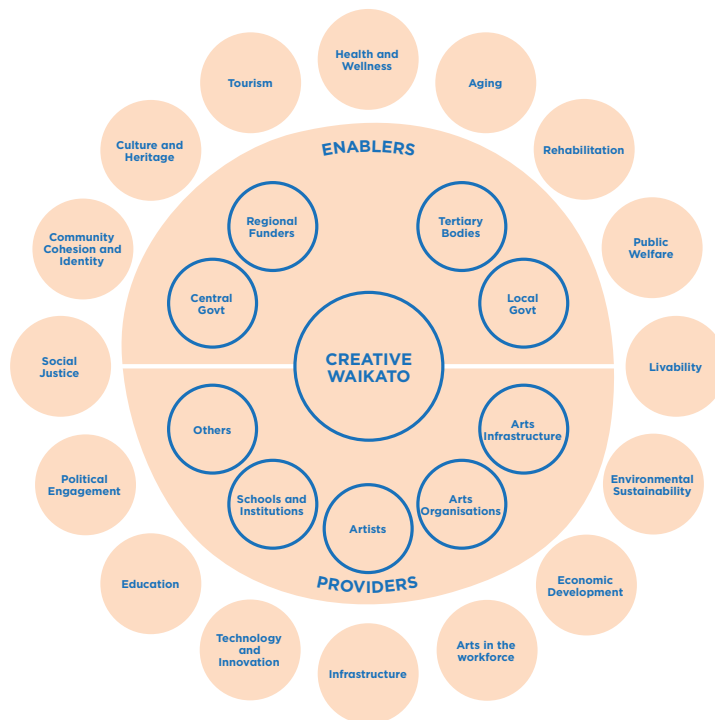 Health and
Wellness
Tourism
Aging
Culture and
Heritage
Rehabilitation
ENABLERS
Regional
Funders
Tertiary
Bodies
Community
Cohesion and
Identity
Public
Welfare
Central
Govt
Local
Govt
CREATIVE
WAIKATO
Social
Justice
Livability
Others
Arts
Infrastructure
Political
Engagement
Environmental
Sustainability
Schools and
Institutions
Arts
Organisations
Artists
PROVIDERS
Education
Economic
Development
Technology
and
Innovation
Arts in the
workforce
Infrastructure